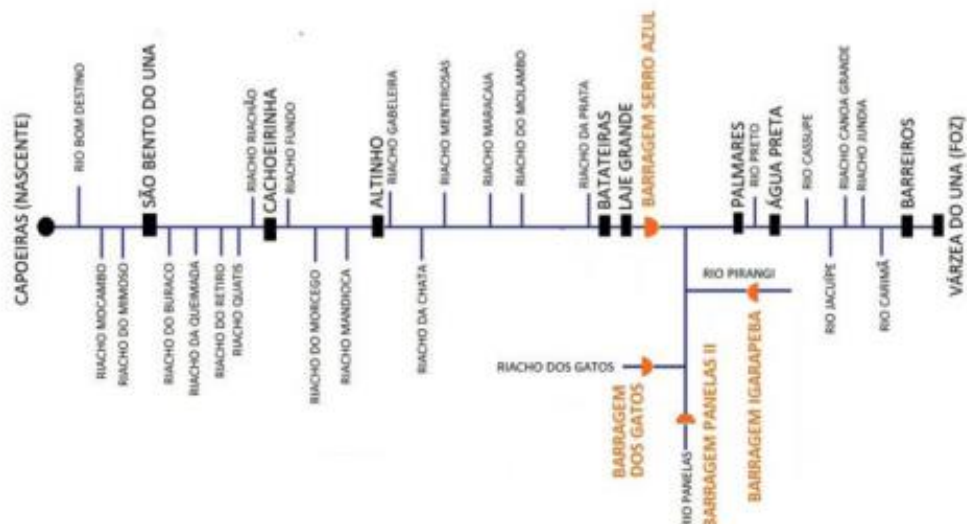 CAPOEIRAS (NASCENTE)
RIO BOM DESTINO
RIACHO MOCAMBO
RIACHO DO MIMOSO
SÃO BENTO DO UNA
RIACHO DO BURACO
RIACHO DA QUEIMADA
RIACHO DO RETIRO
RIACHO QUATIS
RIACHO RIACHÃO
CACHOEIRINHA
RIACHO FUNDO
RIACHO DO MORCEGO
RIACHO MANDIOCA
ALTINHO
RIACHO GABELEIRA
RIACHO DA CHATA
RIACHO MENTIROSAS
RIACHO MARACAIA
RIACHO DO MOLAMBO
RIACHO DA PRATA
BATATEIRAS
LAJE GRANDE
BARRAGEM SERRO AZUL
RIACHO DOS GATOS
BARRAGEM
DOS GATOS
RIO PANELAS
BARRAGEM PANELAS II
RIO PIRANGI
BARRAGEM IGARAPEBA
PALMARES
RIO PRETO
ÁGUA PRETA
RIO CASSUPE
RIO JACUÍPE
RIACHO CANOA GRANDE
RIACHO JUNDIA
RIO CARIMÃ
BARREIROS
VÁRZEA DO UNA (FOZ)